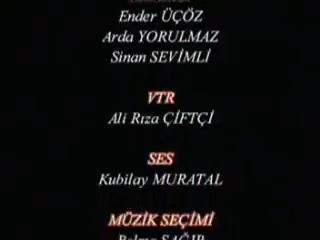 Ender ÜÇÖZ
Arda YORULMAZ
Sinan SEVİMLİ
VTR
Ali Rıza ÇİFTÇİ
SES
Kubilay MURATAL
MÜZİK SEÇİMİ